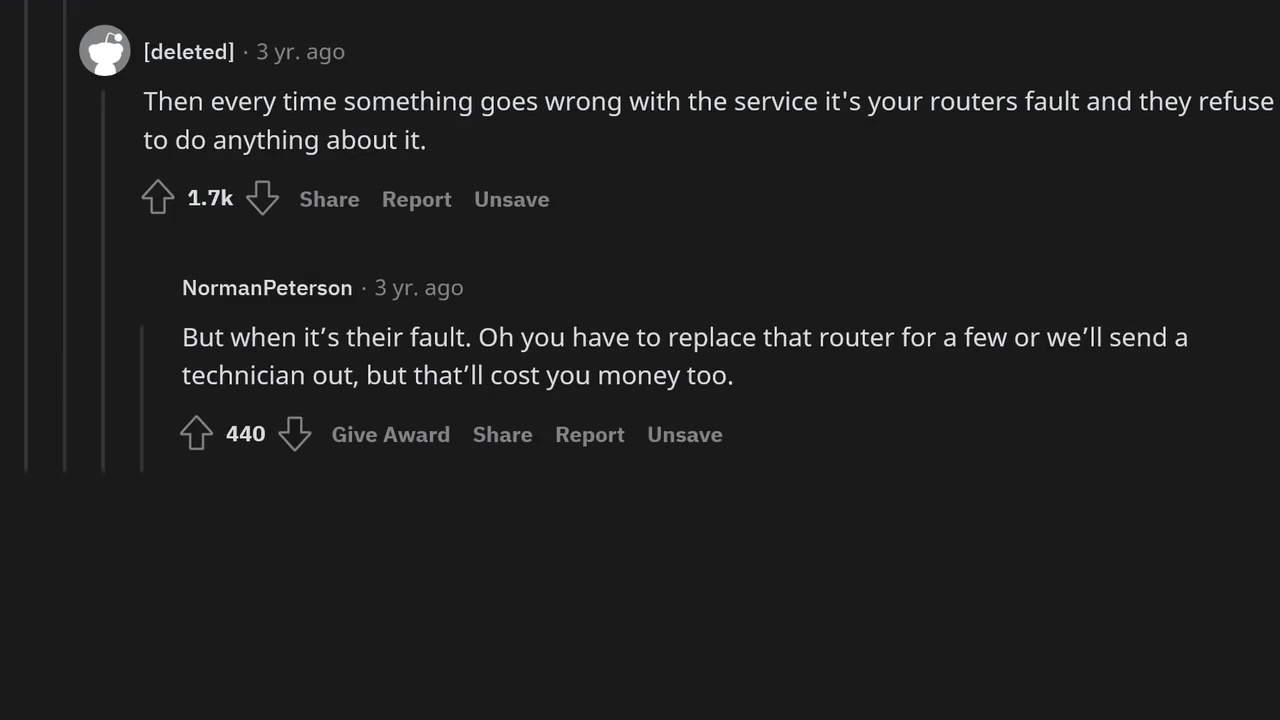 [deleted] · 3 yr. ago
Then every time something goes wrong with the service it's your routers fault and they refuse
to do anything about it.
1.7k Share Report Unsave
NormanPeterson · 3 yr. ago
But when it’s their fault. Oh you have to replace that router for a few or we’ll send a
technician out, but that’ll cost you money too.
440 Give Award Share Report Unsave